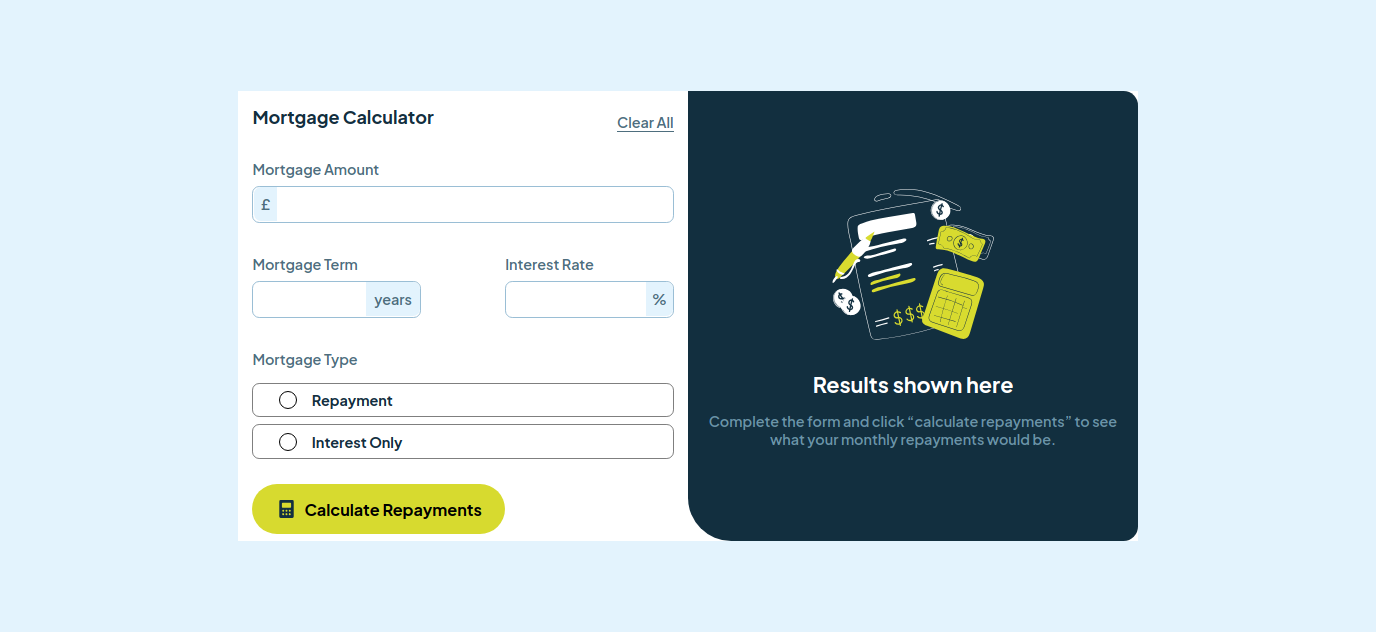 Mortgage Calculator
Clear All
Mortgage Amount
£
Mortgage Term
Interest Rate
years
%
Mortgage Type
Repayment
Interest Only
Calculate Repayments
$
$
$
$
= $$$
Results shown here
Complete the form and click “calculate repayments” to see
what your monthly repayments would be.